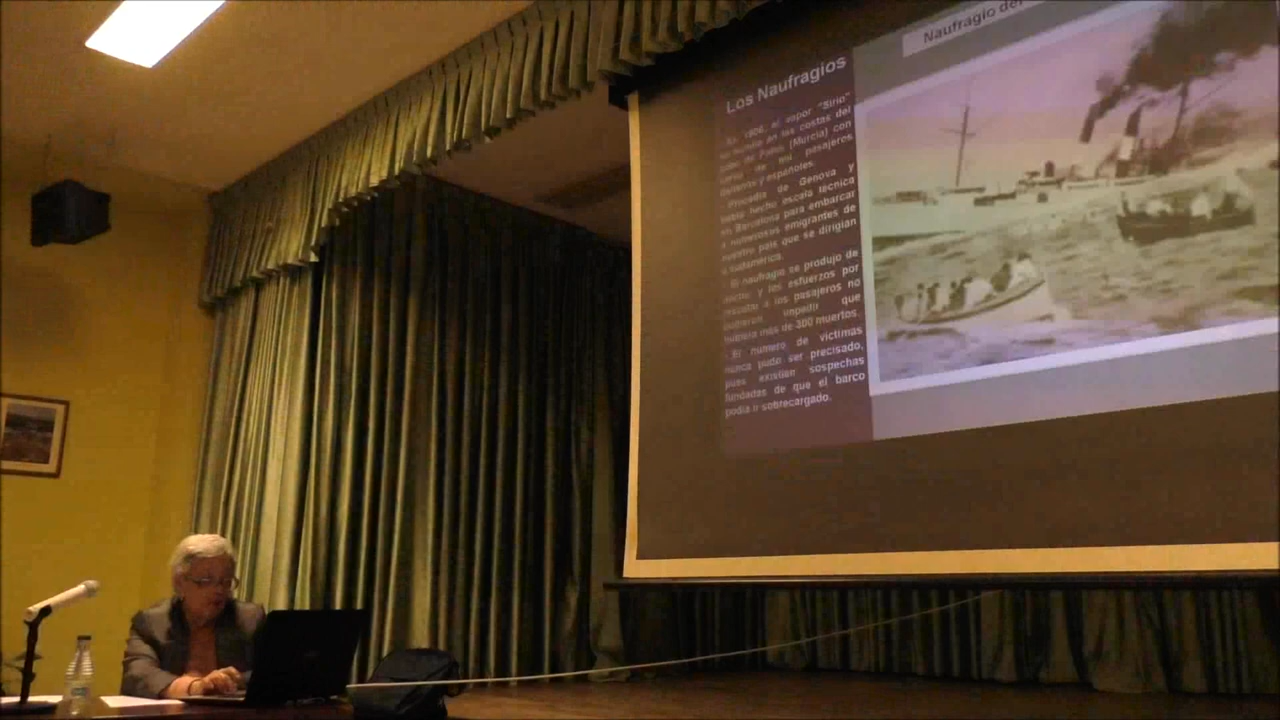 Naufragio del
Los Naufragios
En 1906, el vapor "Sirio"
en las costas del
Cabo de Palos (Murcia) con
cerca de mil pasajeros
italianos y españoles.
Procedía de Genova y
había hecho escala técnica
en Barcelona para embarcar
a numerosos emigrantes de
nuestro país que se dirigían
a Sudamérica.
El naufragio se produjo de
noche y los esfuerzos por
rescatar a los pasajeros no
pudieron impedir que
hubiera más de 300 muertos.
El numero de víctimas
nunca pudo ser precisado,
pues existían sospechas
fundadas de que el barco
podía ir sobrecargado.